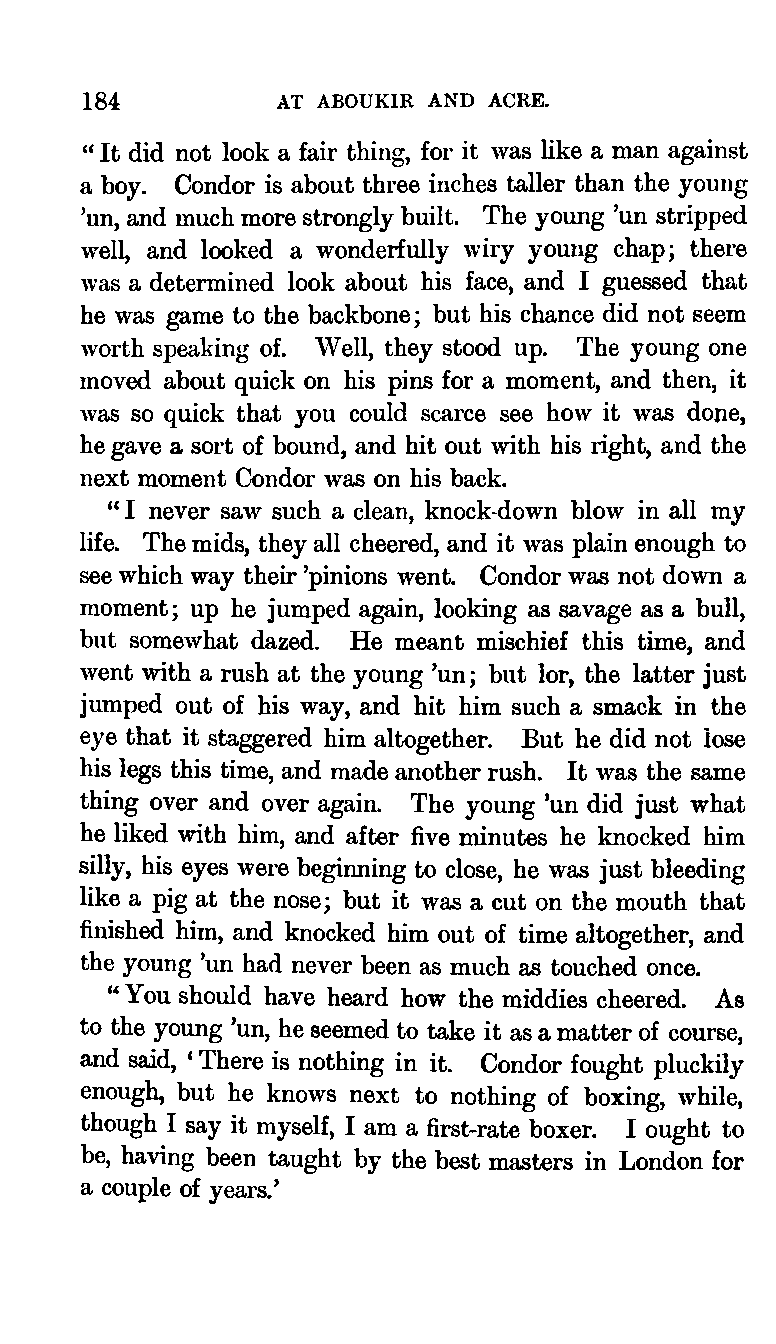 184 AT ABOUKIR AND ACRE.
"It did not look a fair thing, for it was like a man against
a boy. Condor is about three inches taller than the young
'un, and much more strongly built. The young 'un stripped
well, and looked a wonderfully wiry young chap; there
was a determined look about his face, and I guessed that
he was game to the backbone; but his chance did not seem
worth speaking of. Well, they stood up. The young one
moved about quick on his pins for a moment, and then, it
was so quick that you could scarce see how it was done,
he gave a sort of bound, and hit out with his right, and the
next moment Condor was on his back.
"I never saw such a clean, knock-down blow in all my
life. The mids, they all cheered, and it was plain enough to
see which way their 'pinions went. Condor was not down a
moment; up he jumped again, looking as savage as a bull,
but somewhat dazed. He meant mischief this time, and
went with a rush at the young 'un; but lor, the latter just
jumped out of his way, and hit him such a smack in the
eye that it staggered him altogether. But he did not lose
his legs this time, and made another rush. It was the same
thing over and over again. The young 'un did just what
he liked with him, and after five minutes he knocked him
silly, his eyes were beginning to close, he was just bleeding
like a pig at the nose; but it was a cut on the mouth that
finished him, and knocked him out of time altogether, and
the young 'un had never been as much as touched once.
"You should have heard how the middies cheered. As
to the young 'un, he seemed to take it as a matter of course,
and said, 'There is nothing in it. Condor fought pluckily
enough, but he knows next to nothing of boxing, while,
though I say it myself, I am a first-rate boxer. I ought to
be, having been taught by the best masters in London for
a couple of years.'